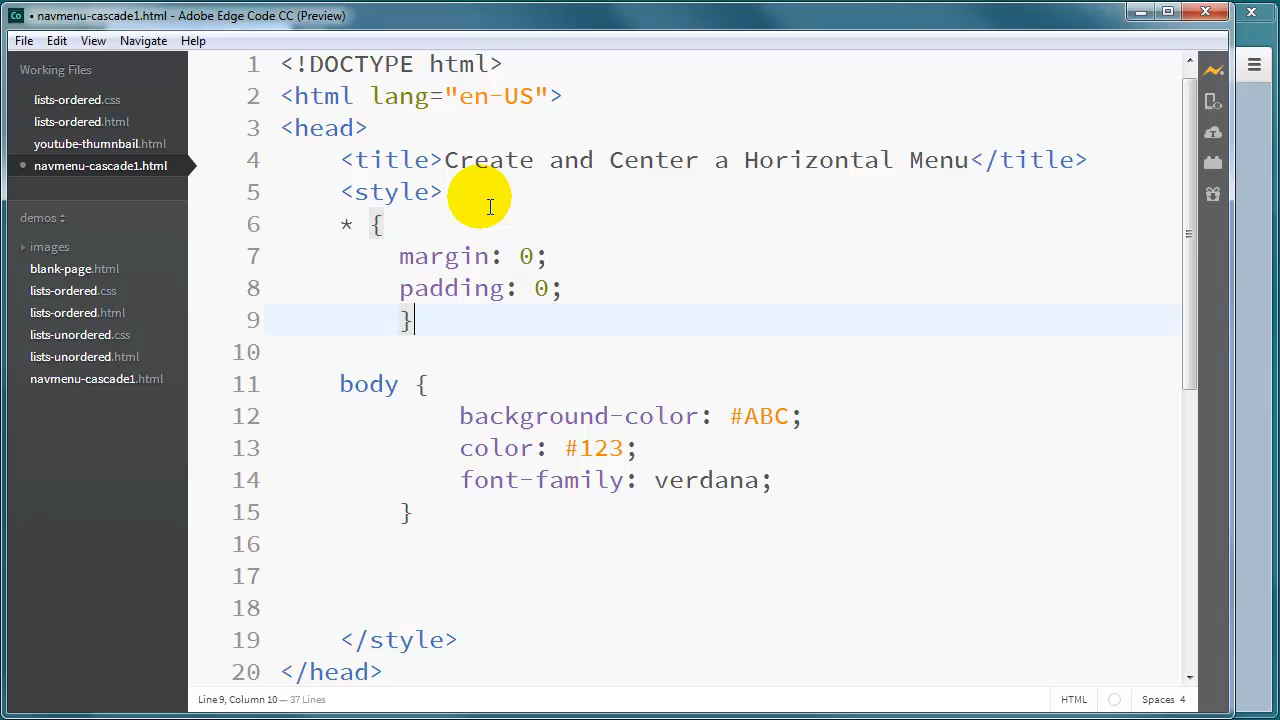 Co • navmenu-cascade1.html - Adobe Edge Code CC (Preview)
File Edit View Navigate Help
Working Files
lists-ordered.css
lists-ordered.html
youtube-thumnbail.html
• navmenu-cascade1.html
demos
images
blank-page.html
lists-ordered.css
lists-ordered.html
lists-unordered.css
lists-unordered.html
navmenu-cascade1.html
1 <!DOCTYPE html>
2 <html lang="en-US">
3 <head>
4     <title>Create and Center a Horizontal Menu</title>
5     <style>
6     * {
7         margin: 0;
8         padding: 0;
9         }
10
11     body {
12             background-color: #ABC;
13             color: #123;
14             font-family: verdana;
15         }
16
17
18
19     </style>
20 </head>
Line 9, Column 10 — 37 Lines
HTML
Spaces 4